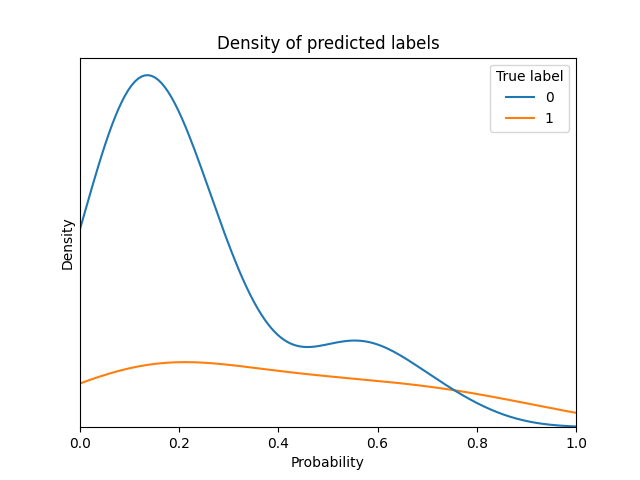 Density of predicted labels
True label
0
1
Density
0.0 0.2 0.4 0.6 0.8 1.0
Probability